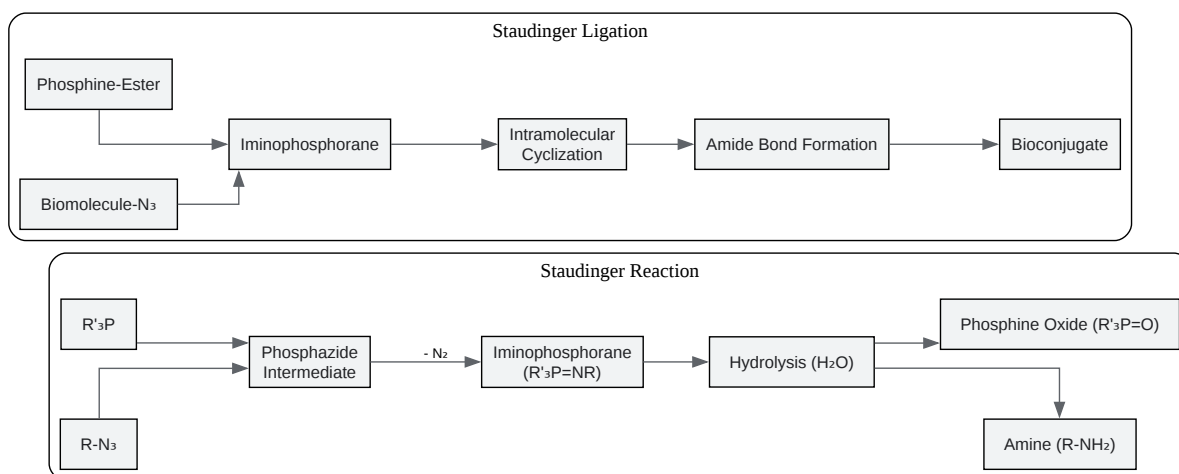 Staudinger Ligation
Phosphine-Ester
Biomolecule-N₃
Iminophosphorane
Intramolecular
Cyclization
Amide Bond Formation
Bioconjugate
Staudinger Reaction
R'₃P
R-N₃
Phosphazide
Intermediate
- N₂
Iminophosphorane
(R'₃P=NR)
Hydrolysis (H₂O)
Phosphine Oxide (R'₃P=O)
Amine (R-NH₂)